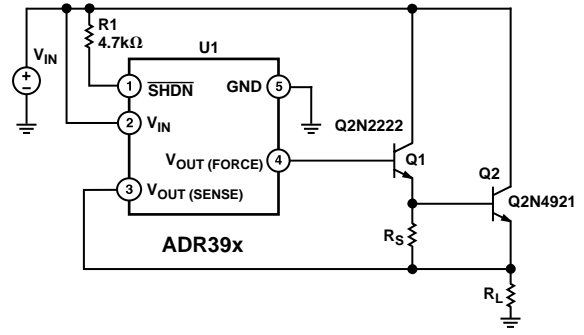 R1
4.7kΩ
V_IN
U1
1
SHDN
GND
5
2
V_IN
Q2N2222
V_OUT (FORCE)
4
Q1
Q2
3
V_OUT (SENSE)
Q2N4921
R_S
ADR39x
R_L